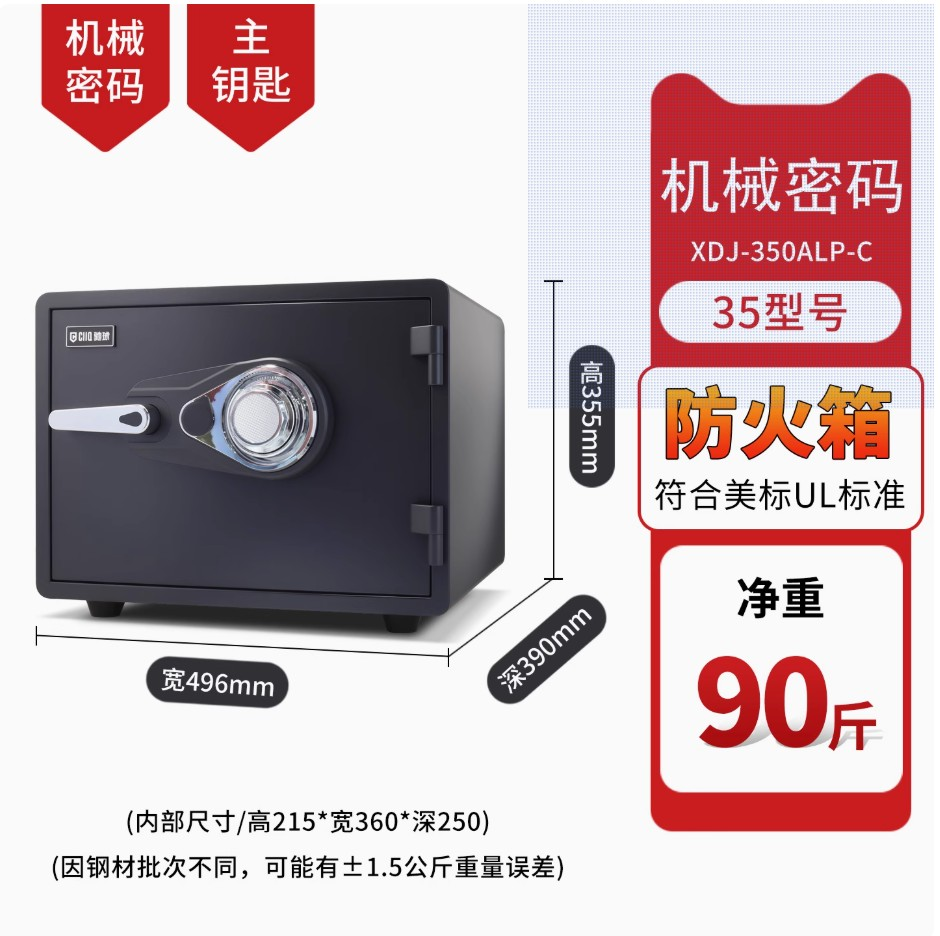 机械
密码
主
钥匙
机械密码
XDJ-350ALP-C
35型号
防火箱
符合美标UL标准
净重
90斤
高355mm
宽496mm
深390mm
(内部尺寸/高215*宽360*深250)
(因钢材批次不同，可能有±1.5公斤重量误差)